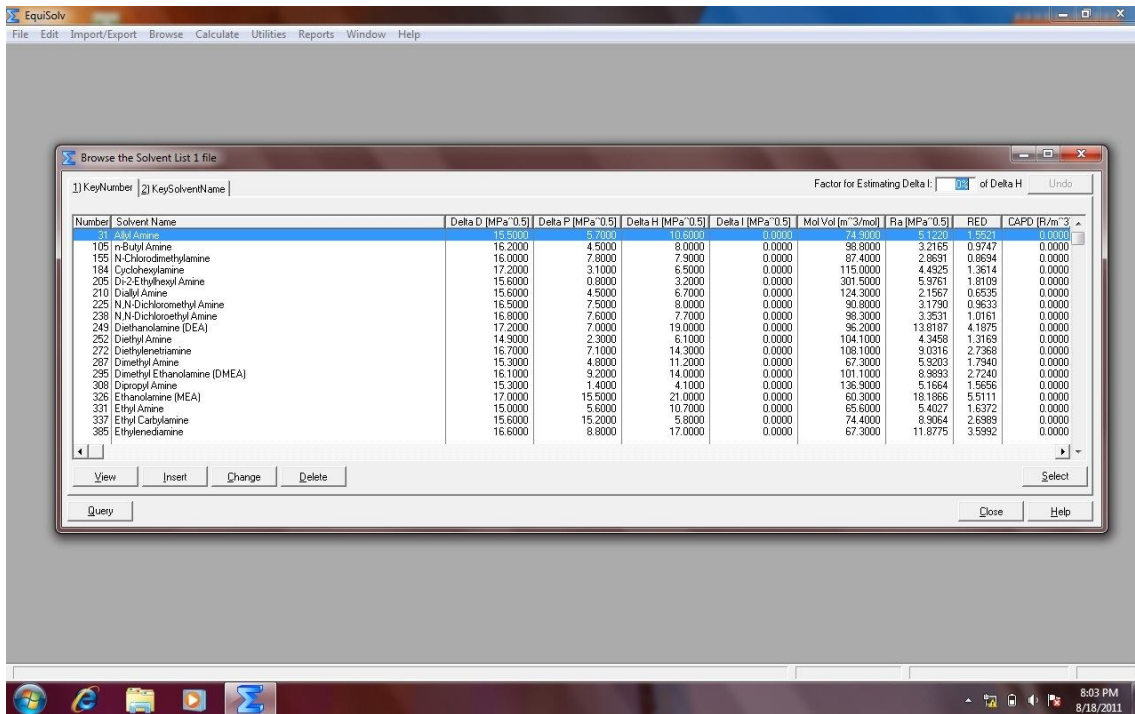 EquiSolv
File Edit Import/Export Browse Calculate Utilities Reports Window Help
Browse the Solvent List 1 file
1) KeyNumber 2) KeySolventName Factor for Estimating Delta I: 0% of Delta H Undo
Number Solvent Name Delta D [MPa^0.5] Delta P [MPa^0.5] Delta H [MPa^0.5] Delta I [MPa^0.5] Mol Vol [m^3/mol] Ra [MPa^0.5] RED CAPD [R/m^3
31 Allyl Amine 15.5000 5.7000 10.6000 0.0000 74.9000 5.1220 1.5521 0.0000
105 n-Butyl Amine 16.2000 4.5000 8.0000 0.0000 98.8000 3.2165 0.9747 0.0000
155 N-Chlorodimethylamine 16.0000 7.8000 7.9000 0.0000 87.4000 2.8691 0.8694 0.0000
184 Cyclohexylamine 17.2000 3.1000 6.5000 0.0000 115.0000 4.4925 1.3614 0.0000
205 Di-2-Ethylhexyl Amine 15.6000 0.8000 3.2000 0.0000 301.5000 5.9761 1.8109 0.0000
210 Diallyl Amine 15.6000 4.5000 6.7000 0.0000 124.3000 2.1567 0.6535 0.0000
225 N,N-Dichloromethyl Amine 16.5000 7.5000 8.0000 0.0000 90.8000 3.1790 0.9633 0.0000
238 N,N-Dichloroethyl Amine 16.8000 7.6000 7.7000 0.0000 98.3000 3.3531 1.0161 0.0000
249 Diethanolamine (DEA) 17.2000 7.0000 19.0000 0.0000 96.2000 13.8187 4.1875 0.0000
252 Diethyl Amine 14.9000 2.3000 6.1000 0.0000 104.1000 4.3458 1.3169 0.0000
272 Diethylenetriamine 16.7000 7.1000 14.3000 0.0000 108.1000 9.0316 2.7368 0.0000
287 Dimethyl Amine 15.3000 4.8000 11.2000 0.0000 67.3000 5.9203 1.7940 0.0000
295 Dimethyl Ethanolamine (DMEA) 16.1000 9.2000 14.0000 0.0000 101.1000 8.9893 2.7240 0.0000
308 Dipropyl Amine 15.3000 1.4000 4.1000 0.0000 136.9000 5.1664 1.5656 0.0000
326 Ethanolamine (MEA) 17.0000 15.5000 21.0000 0.0000 60.3000 18.1866 5.5111 0.0000
331 Ethyl Amine 15.0000 5.6000 10.7000 0.0000 65.6000 5.4027 1.6372 0.0000
337 Ethyl Carbylamine 15.6000 15.2000 5.8000 0.0000 74.4000 8.9064 2.6989 0.0000
385 Ethylenediamine 16.6000 8.8000 17.0000 0.0000 67.3000 11.8775 3.5992 0.0000
View Insert Change Delete Select
Query Close Help
8:03 PM
8/18/2011